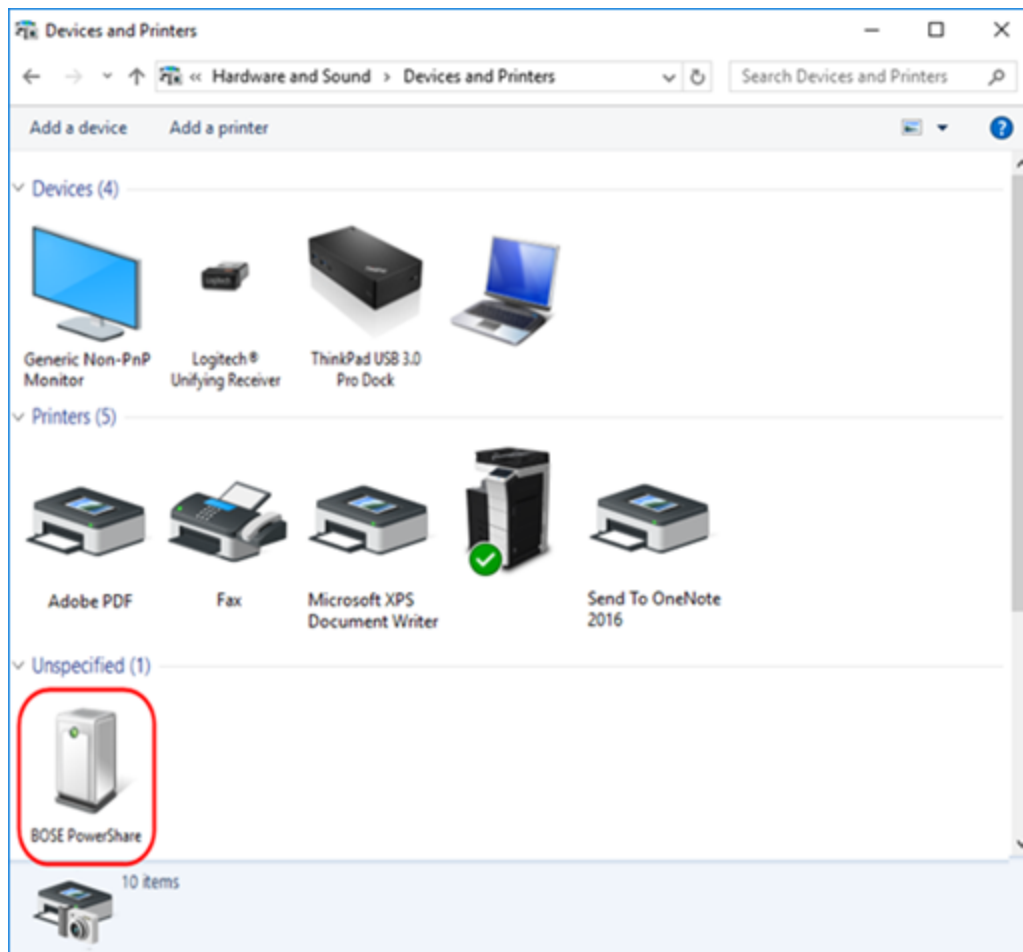 Devices and Printers
« Hardware and Sound > Devices and Printers
Search Devices and Printers
Add a device Add a printer
?
Devices (4)
Logitech
ThinkPad
Generic Non-PnP
Monitor
Logitech®
Unifying Receiver
ThinkPad USB 3.0
Pro Dock
Printers (5)
Adobe PDF
Fax
Microsoft XPS
Document Writer
Send To OneNote
2016
Unspecified (1)
BOSE PowerShare
10 items